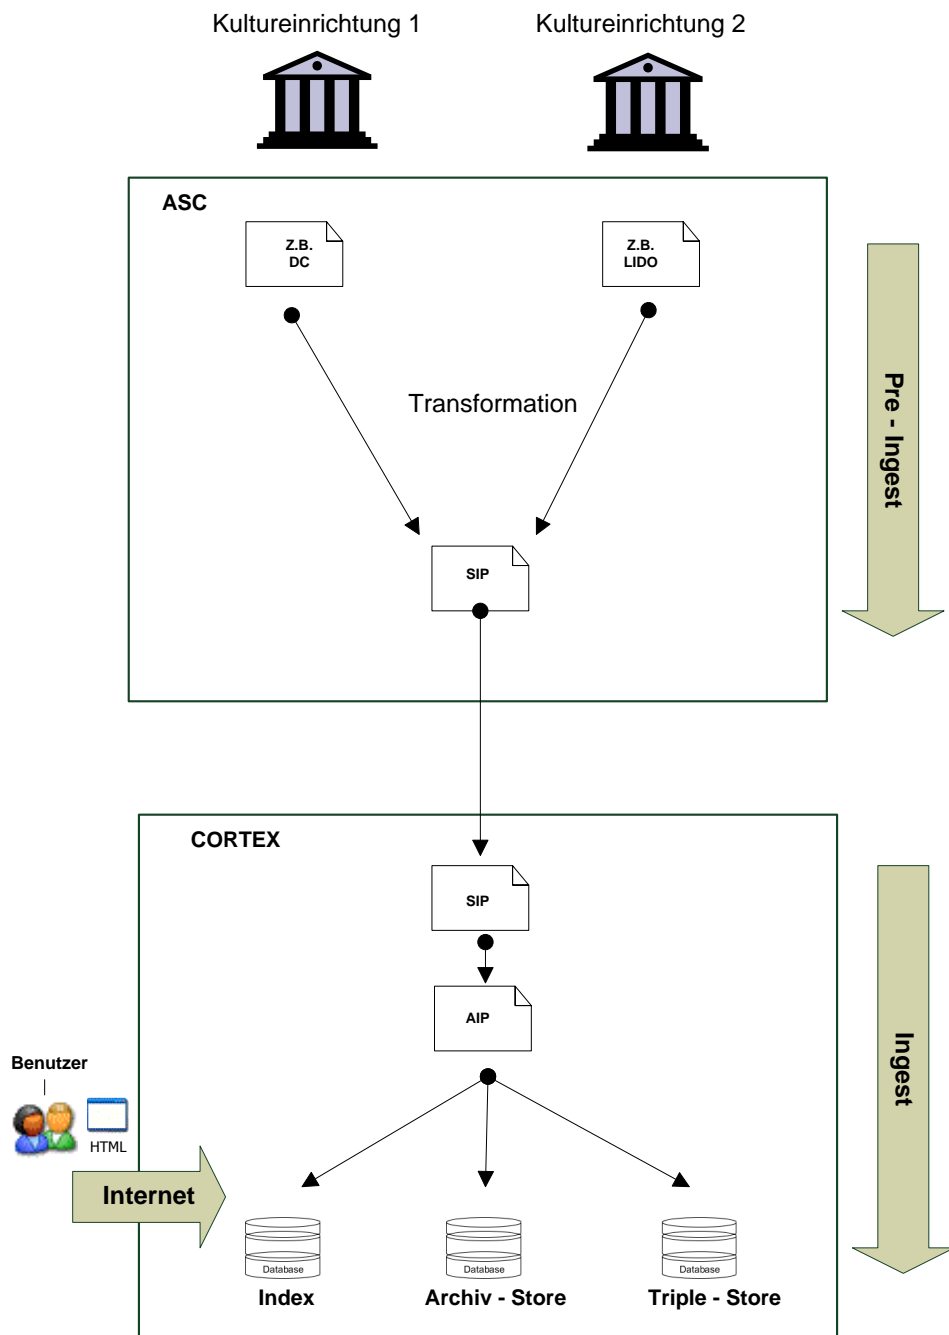 Kultureinrichtung 1
Kultureinrichtung 2
ASC
Z.B.
DC
Z.B.
LIDO
Transformation
Pre - Ingest
SIP
CORTEX
SIP
AIP
Ingest
Benutzer
HTML
Internet
Database
Database
Database
Index
Archiv - Store
Triple - Store